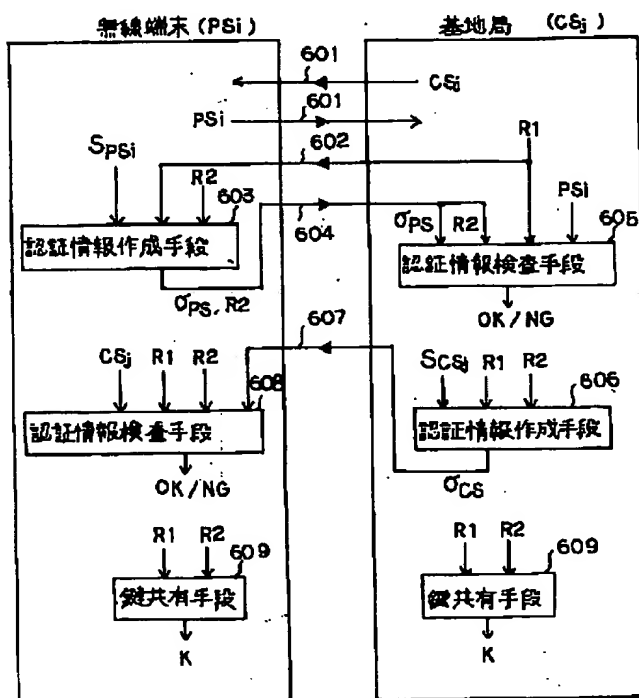 無線端末 (PSi)
基地局 (CSj)
601
CSj
PSi
601
R1
602
SPSi
R2
603
PSi
604
σPS
R2
605
認証情報作成手段
認証情報検査手段
σPS, R2
OK/NG
607
CSj
R1
R2
608
SCSj
R1
R2
606
認証情報検査手段
認証情報作成手段
OK/NG
σCS
R1
R2
609
R1
R2
609
鍵共有手段
鍵共有手段
K
K